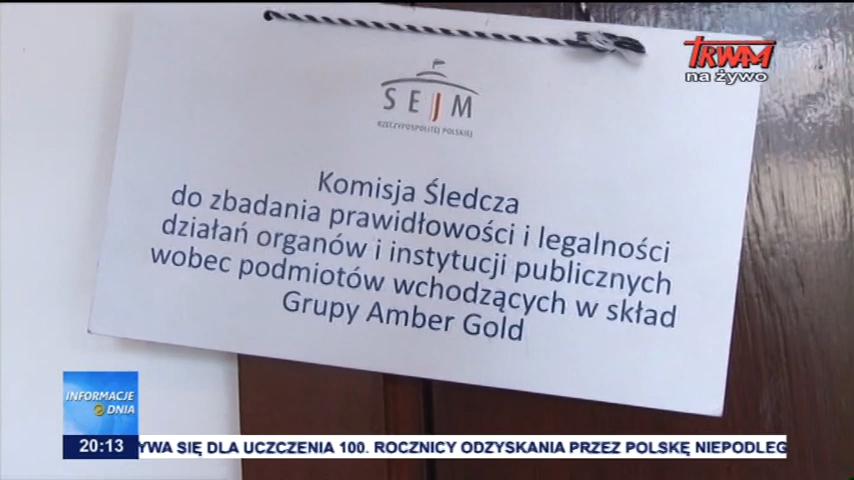 TRWAM
na żywo
SEJM
RZECZYPOSPOLITEJ POLSKIEJ
Komisja Śledcza
do zbadania prawidłowości i legalności
działań organów i instytucji publicznych
wobec podmiotów wchodzących w skład
Grupy Amber Gold
INFORMACJE
DNIA
20:13 YWA SIĘ DLA UCZCZENIA 100. ROCZNICY ODZYSKANIA PRZEZ POLSKĘ NIEPODLEG